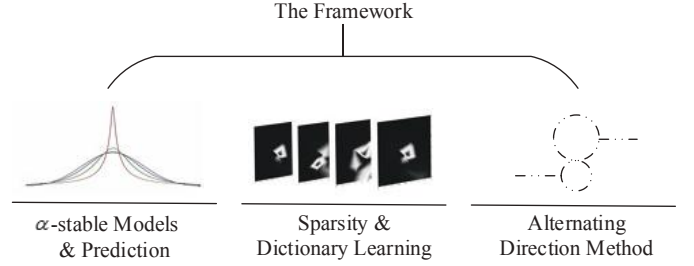 The Framework
α-stable Models
& Prediction
Sparsity &
Dictionary Learning
Alternating
Direction Method